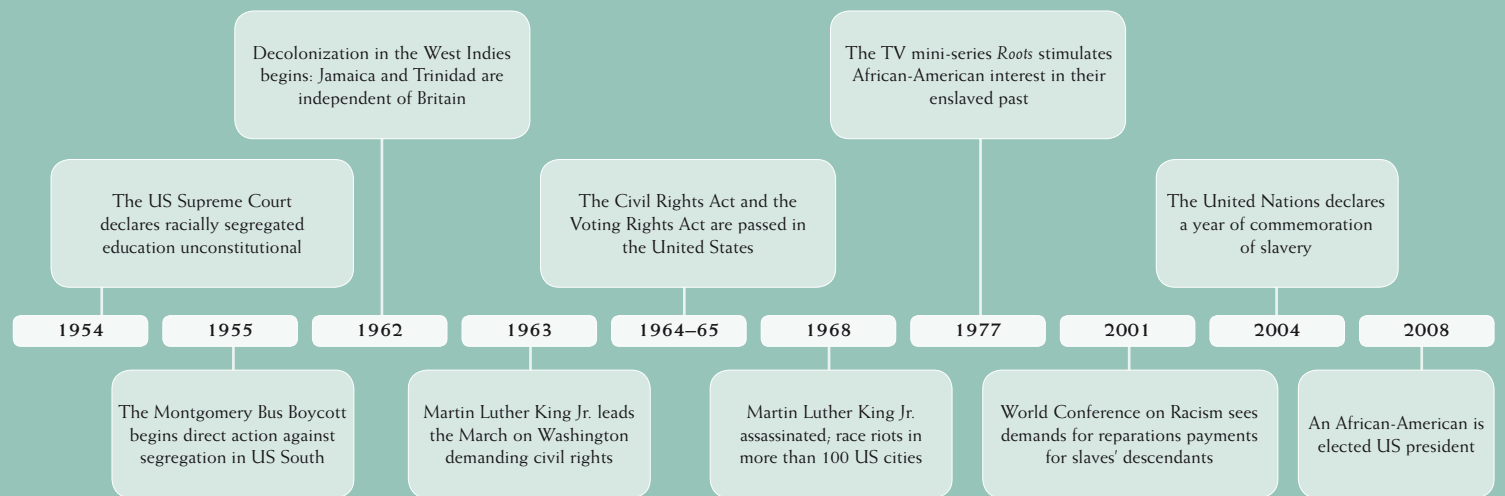 Decolonization in the West Indies
begins: Jamaica and Trinidad are
independent of Britain
The TV mini-series Roots stimulates
African-American interest in their
enslaved past
The US Supreme Court
declares racially segregated
education unconstitutional
The Civil Rights Act and the
Voting Rights Act are passed in
the United States
The United Nations declares
a year of commemoration
of slavery
1954
1955
1962
1963
1964–65
1968
1977
2001
2004
2008
The Montgomery Bus Boycott
begins direct action against
segregation in US South
Martin Luther King Jr. leads
the March on Washington
demanding civil rights
Martin Luther King Jr.
assassinated; race riots in
more than 100 US cities
World Conference on Racism sees
demands for reparations payments
for slaves' descendants
An African-American is
elected US president